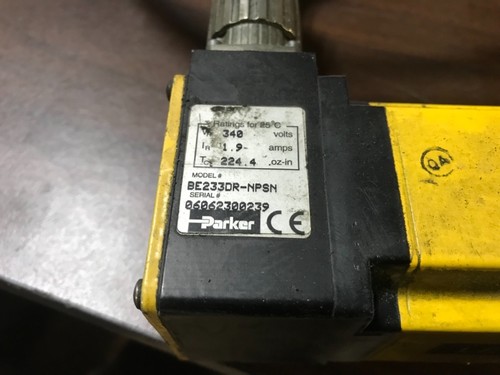 Ratings for 25°C
340 volts
1.9 amps
224.4 oz-in
MODEL #
BE233DR-NPSN
SERIAL #
06062300239
Parker CE
QA